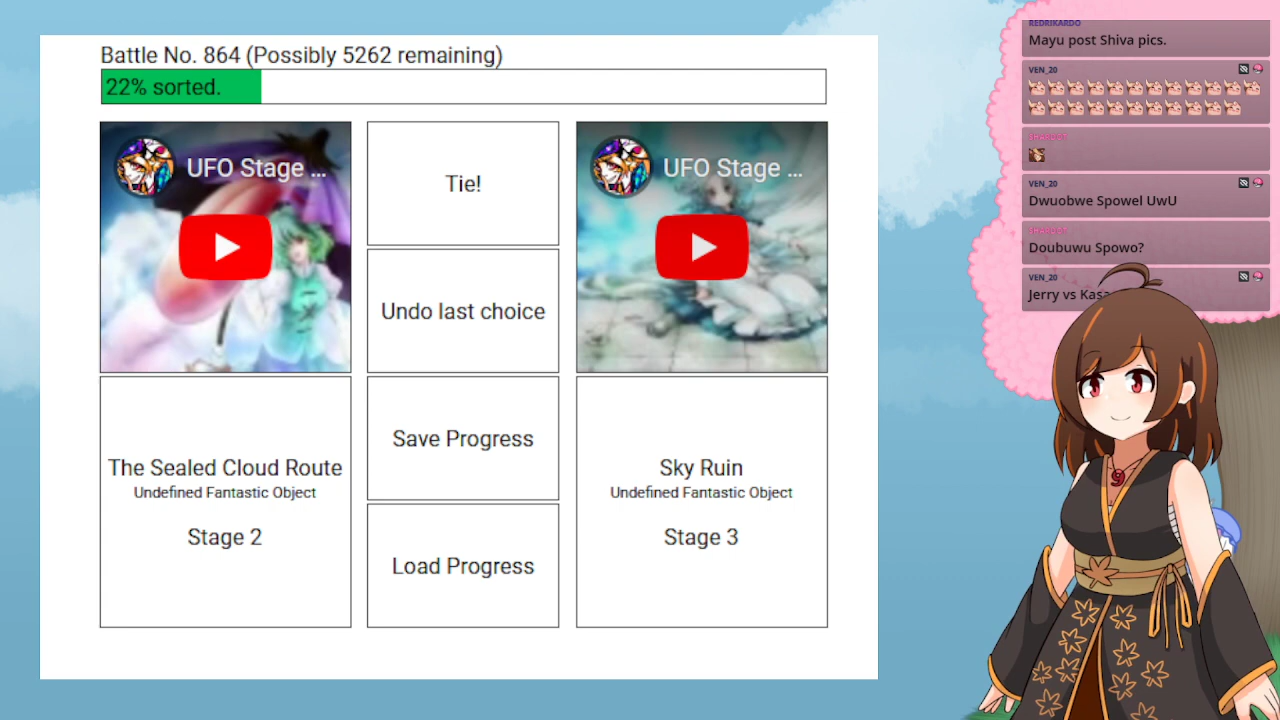 Battle No. 864 (Possibly 5262 remaining)
22% sorted.
UFO Stage ...
Tie!
UFO Stage ...
Undo last choice
The Sealed Cloud Route
Undefined Fantastic Object
Stage 2
Save Progress
Load Progress
Sky Ruin
Undefined Fantastic Object
Stage 3
REDRIKARDO
Mayu post Shiva pics.
VEN_20
VEN_20
Dwuobwe Spowel UwU
Doubuwu Spowo?
VEN_20
Jerry vs Kasa
9